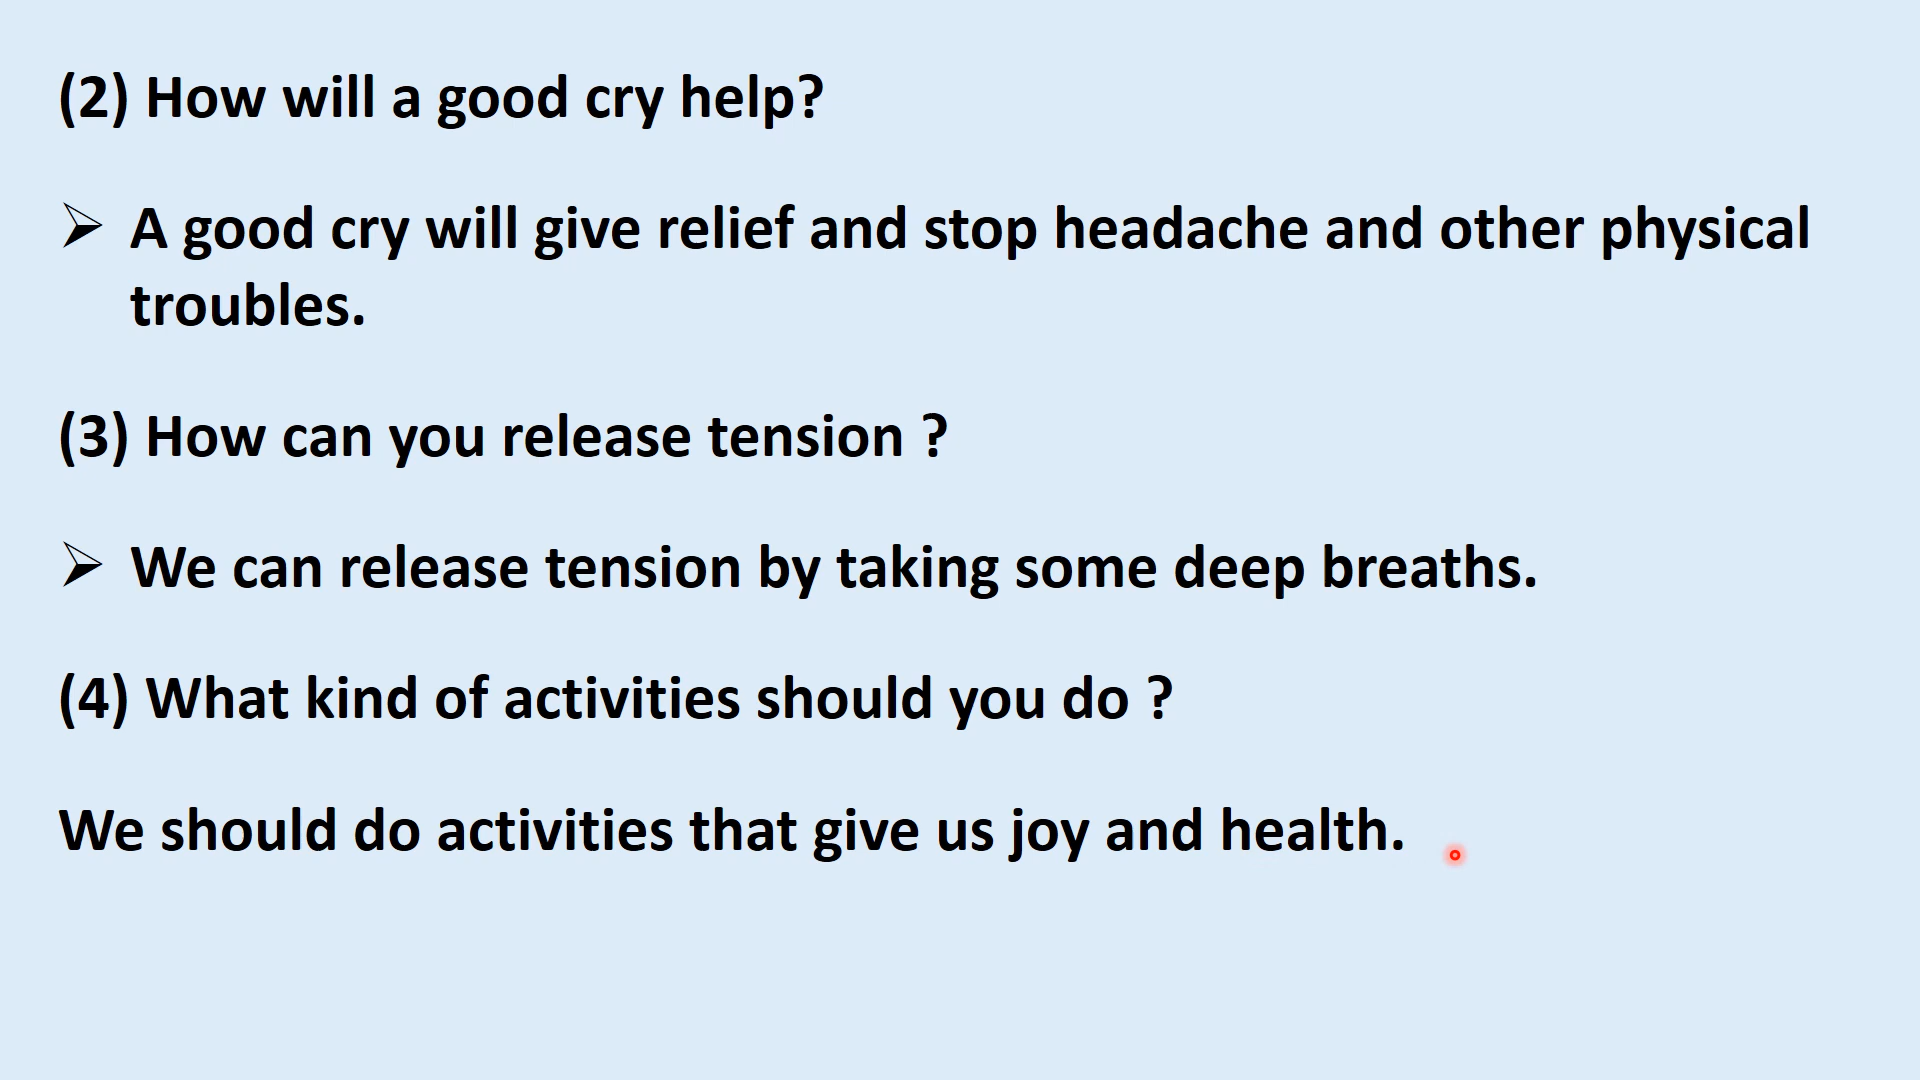 (2) How will a good cry help?
➢ A good cry will give relief and stop headache and other physical
troubles.
(3) How can you release tension ?
➢ We can release tension by taking some deep breaths.
(4) What kind of activities should you do ?
We should do activities that give us joy and health.